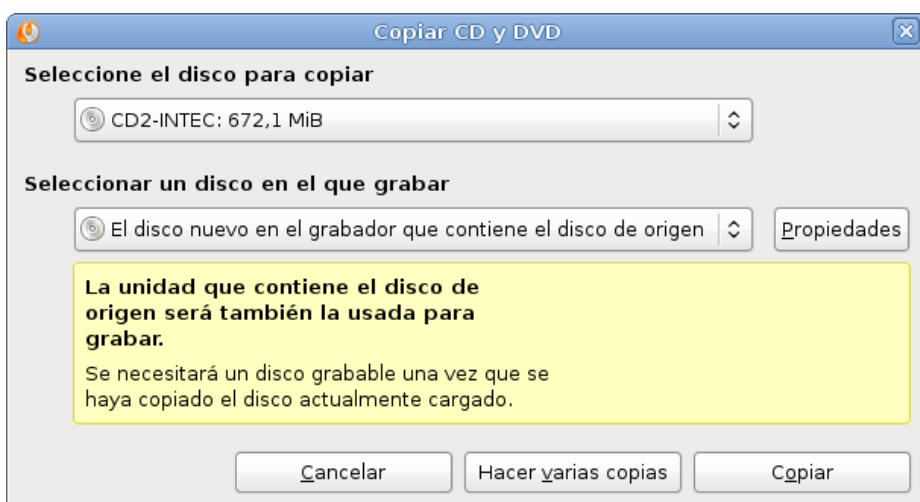 Copiar CD y DVD
Seleccione el disco para copiar
CD2-INTEC: 672,1 MiB
Seleccionar un disco en el que grabar
El disco nuevo en el grabador que contiene el disco de origen
Propiedades
La unidad que contiene el disco de
origen será también la usada para
grabar.
Se necesitará un disco grabable una vez que se
haya copiado el disco actualmente cargado.
Cancelar
Hacer varias copias
Copiar